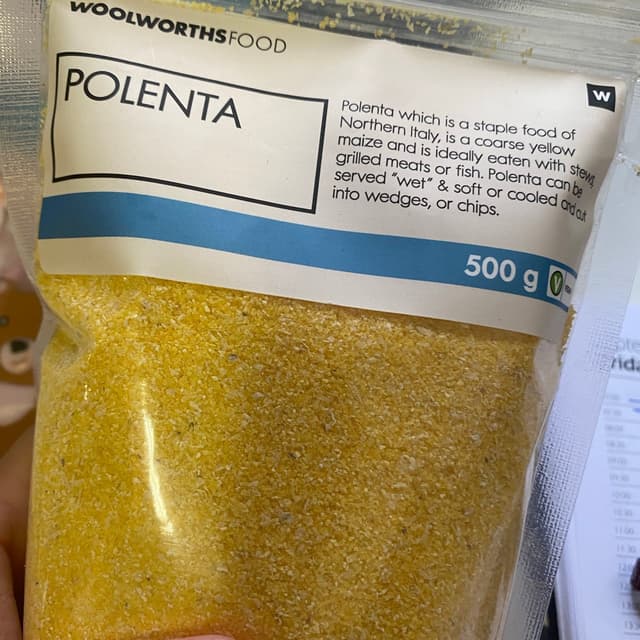 WOOLWORTHSFOOD
POLENTA
W
Polenta which is a staple food of
Northern Italy, is a coarse yellow
maize and is ideally eaten with stews,
grilled meats or fish. Polenta can be
served "wet" & soft or cooled and cut
into wedges, or chips.
500 g
V